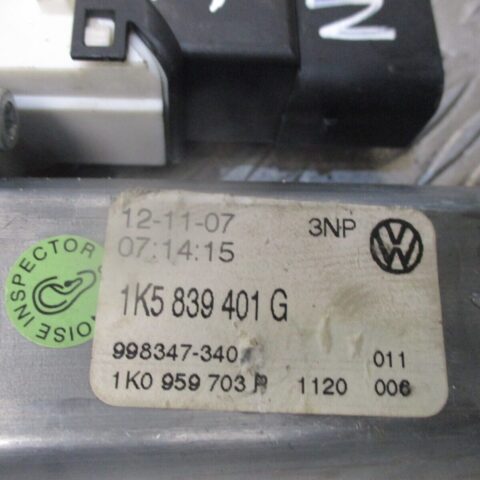 N
12-11-07
3NP
07:14:15
1K5 839 401 G
998347-340
011
1K0 959 703 P 1120 006
NOISE INSPECTOR